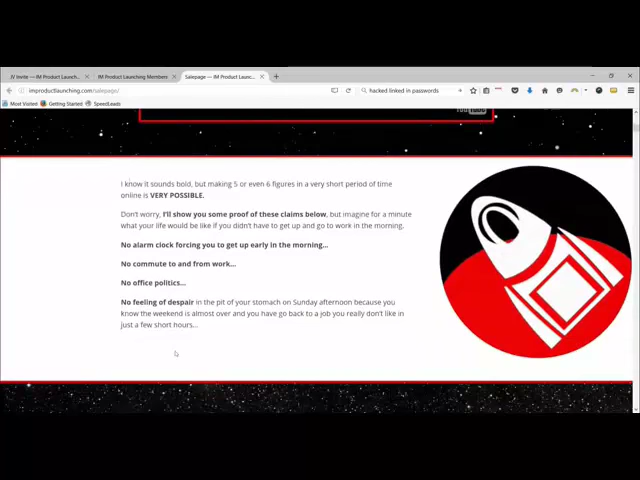 JV Invite — IM Product Launch...
IM Product Launching Members
Salepage — IM Product Launc...
improductlaunching.com/salepage/
hacked linked in passwords
Most Visited
Getting Started
SpeedLeads
I know it sounds bold, but making 5 or even 6 figures in a very short period of time
online is VERY POSSIBLE.
Don't worry, I'll show you some proof of these claims below, but imagine for a minute
what your life would be like if you didn't have to get up and go to work in the morning.
No alarm clock forcing you to get up early in the morning...
No commute to and from work...
No office politics...
No feeling of despair in the pit of your stomach on Sunday afternoon because you
know the weekend is almost over and you have go back to a job you really don't like in
just a few short hours...